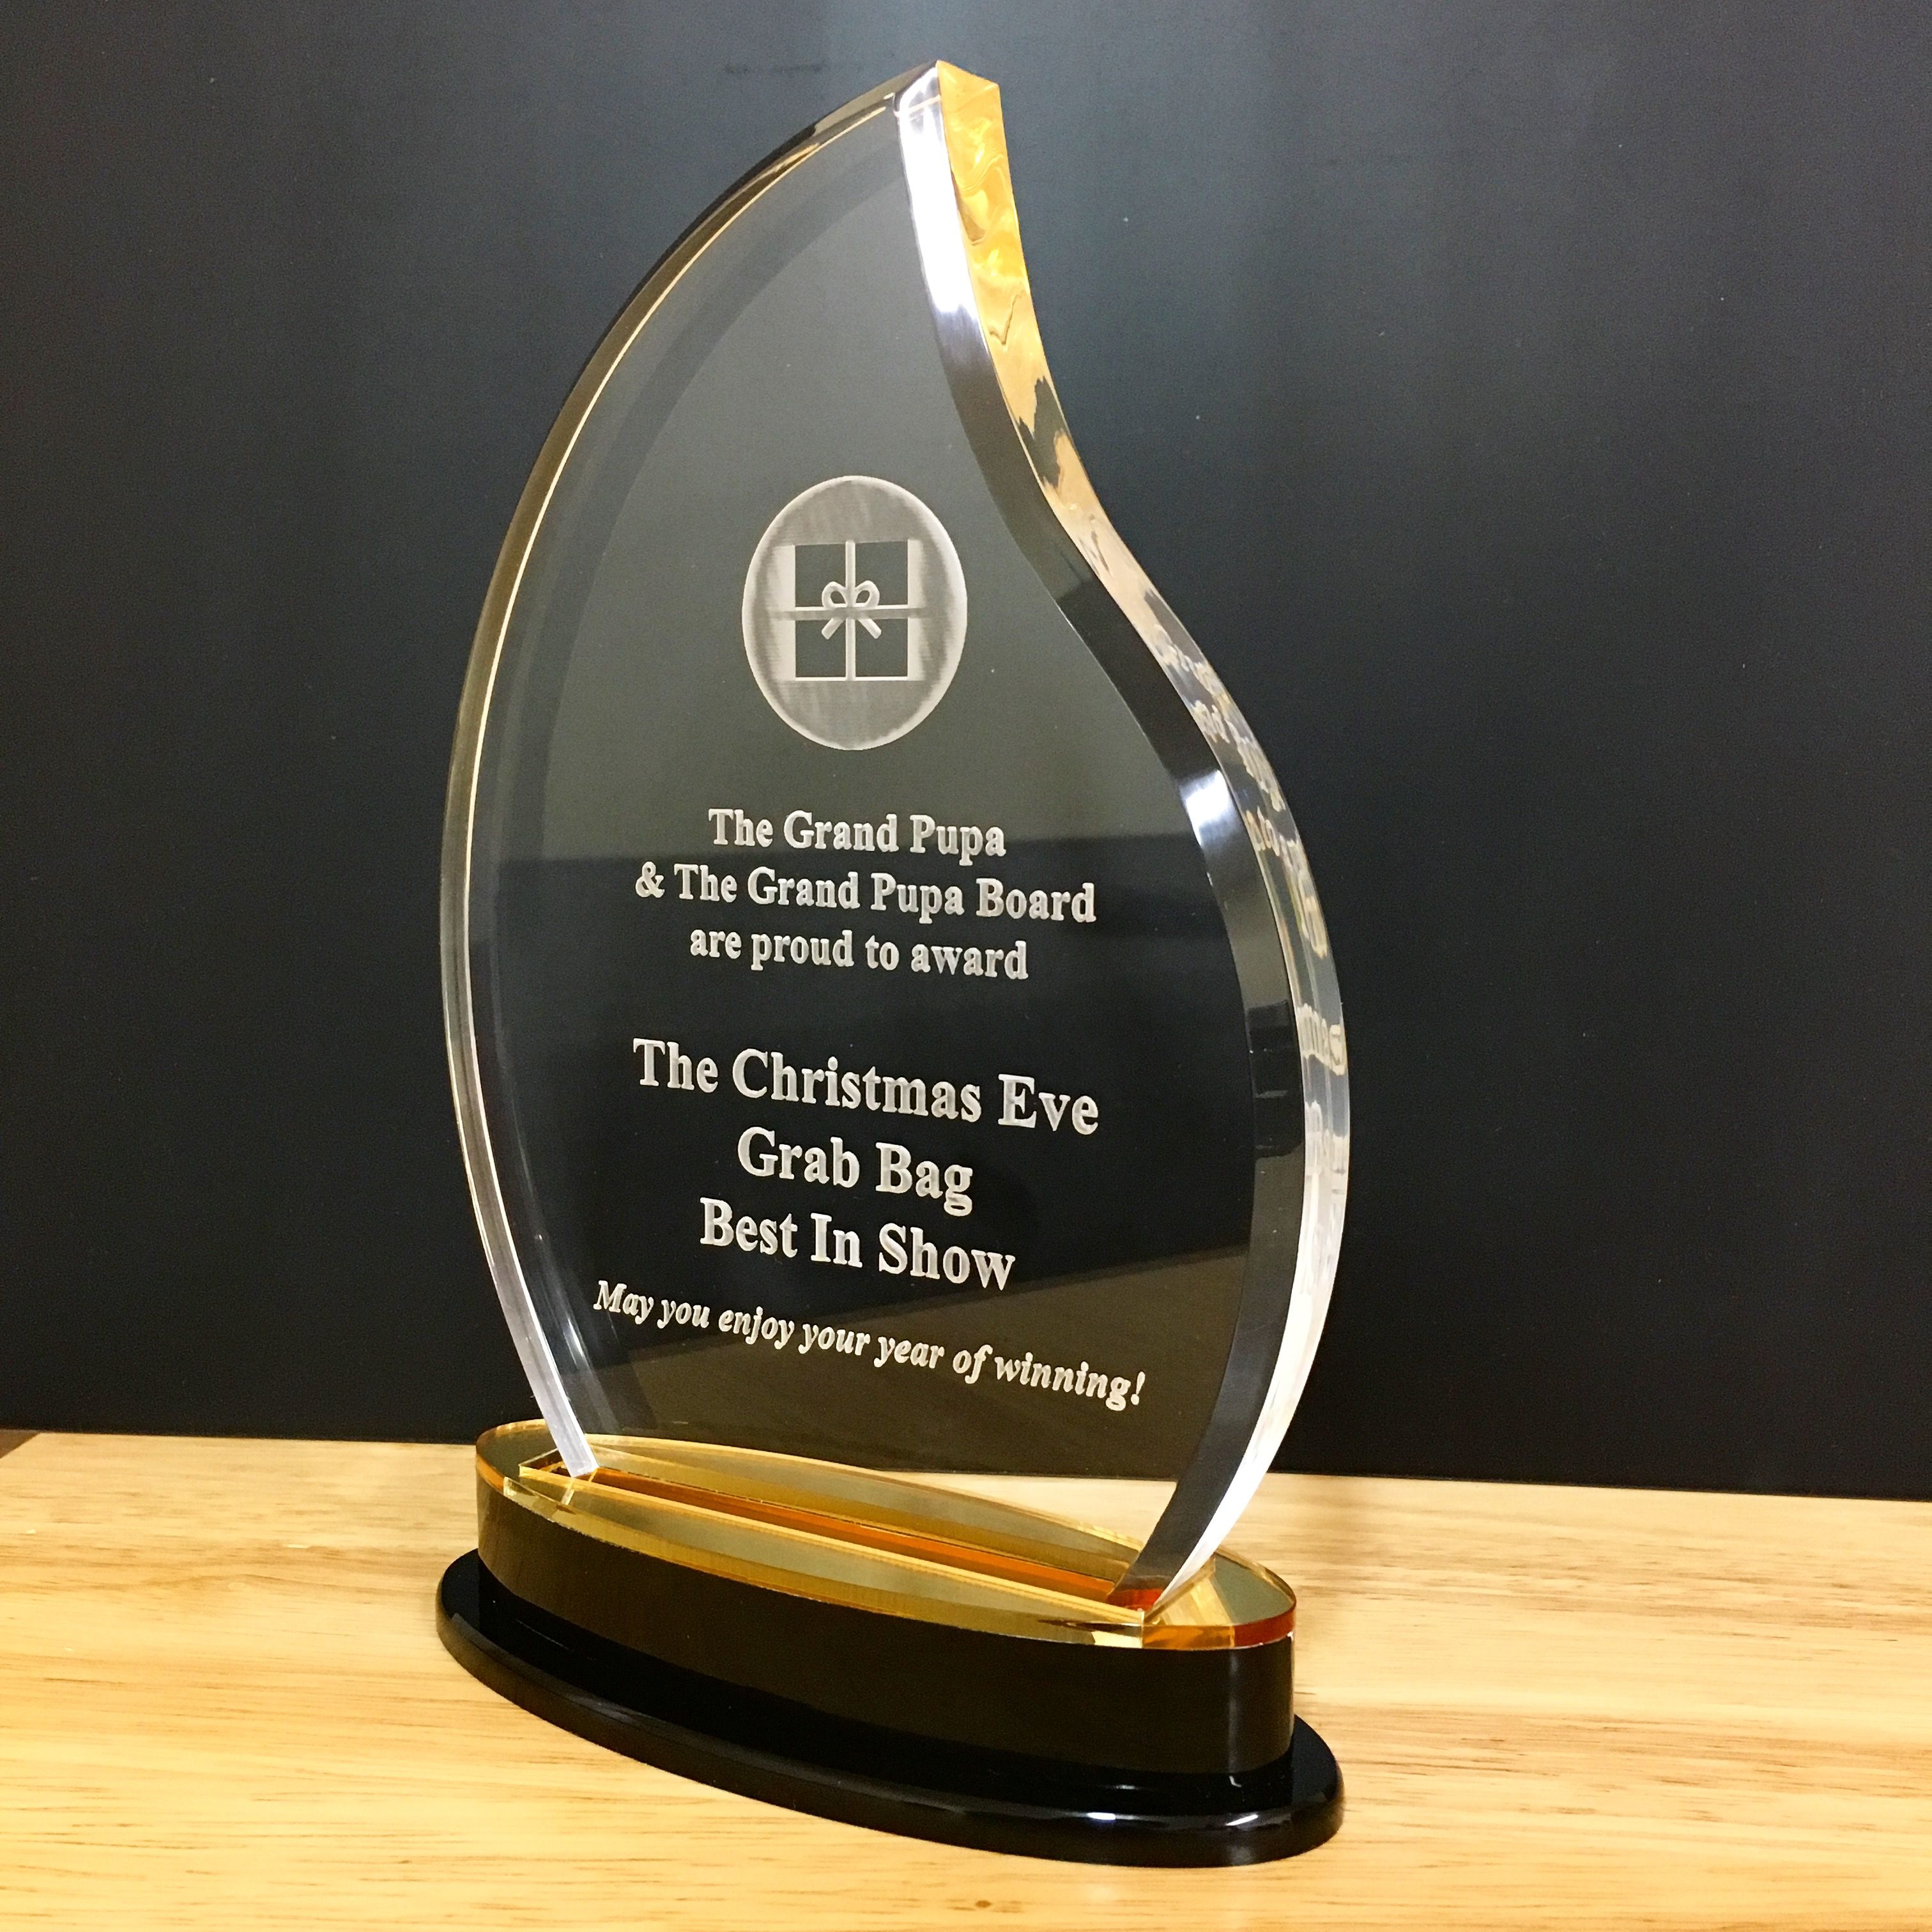 The Grand Pupa
& The Grand Pupa Board
are proud to award
The Christmas Eve
Grab Bag
Best In Show
May you enjoy your year of winning!